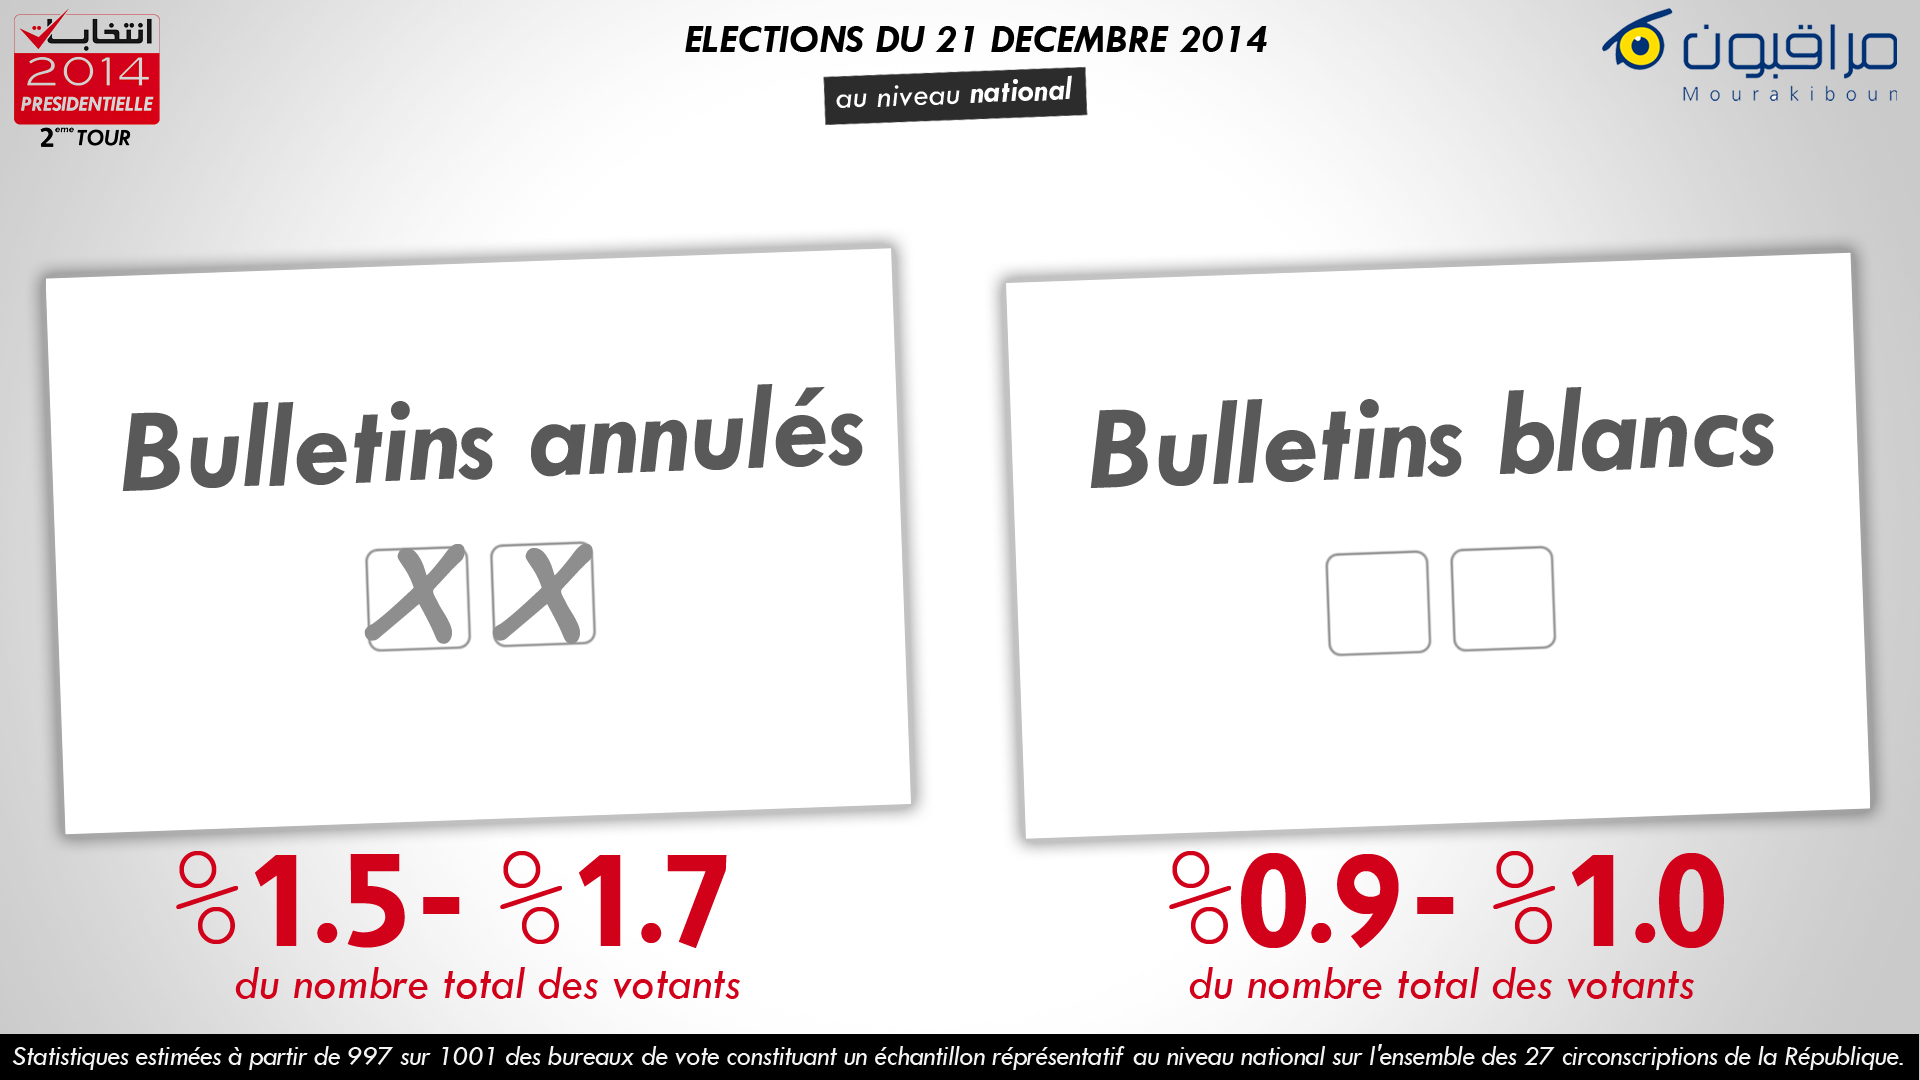 انتخابات
2014
PRESIDENTIELLE
2eme TOUR
ELECTIONS DU 21 DECEMBRE 2014
au niveau national
مراقبون
Mourakiboun
Bulletins annulés
%1.5- %1.7
du nombre total des votants
Bulletins blancs
%0.9- %1.0
du nombre total des votants
Statistiques estimées à partir de 997 sur 1001 des bureaux de vote constituant un échantillon réprésentatif au niveau national sur l'ensemble des 27 circonscriptions de la République.